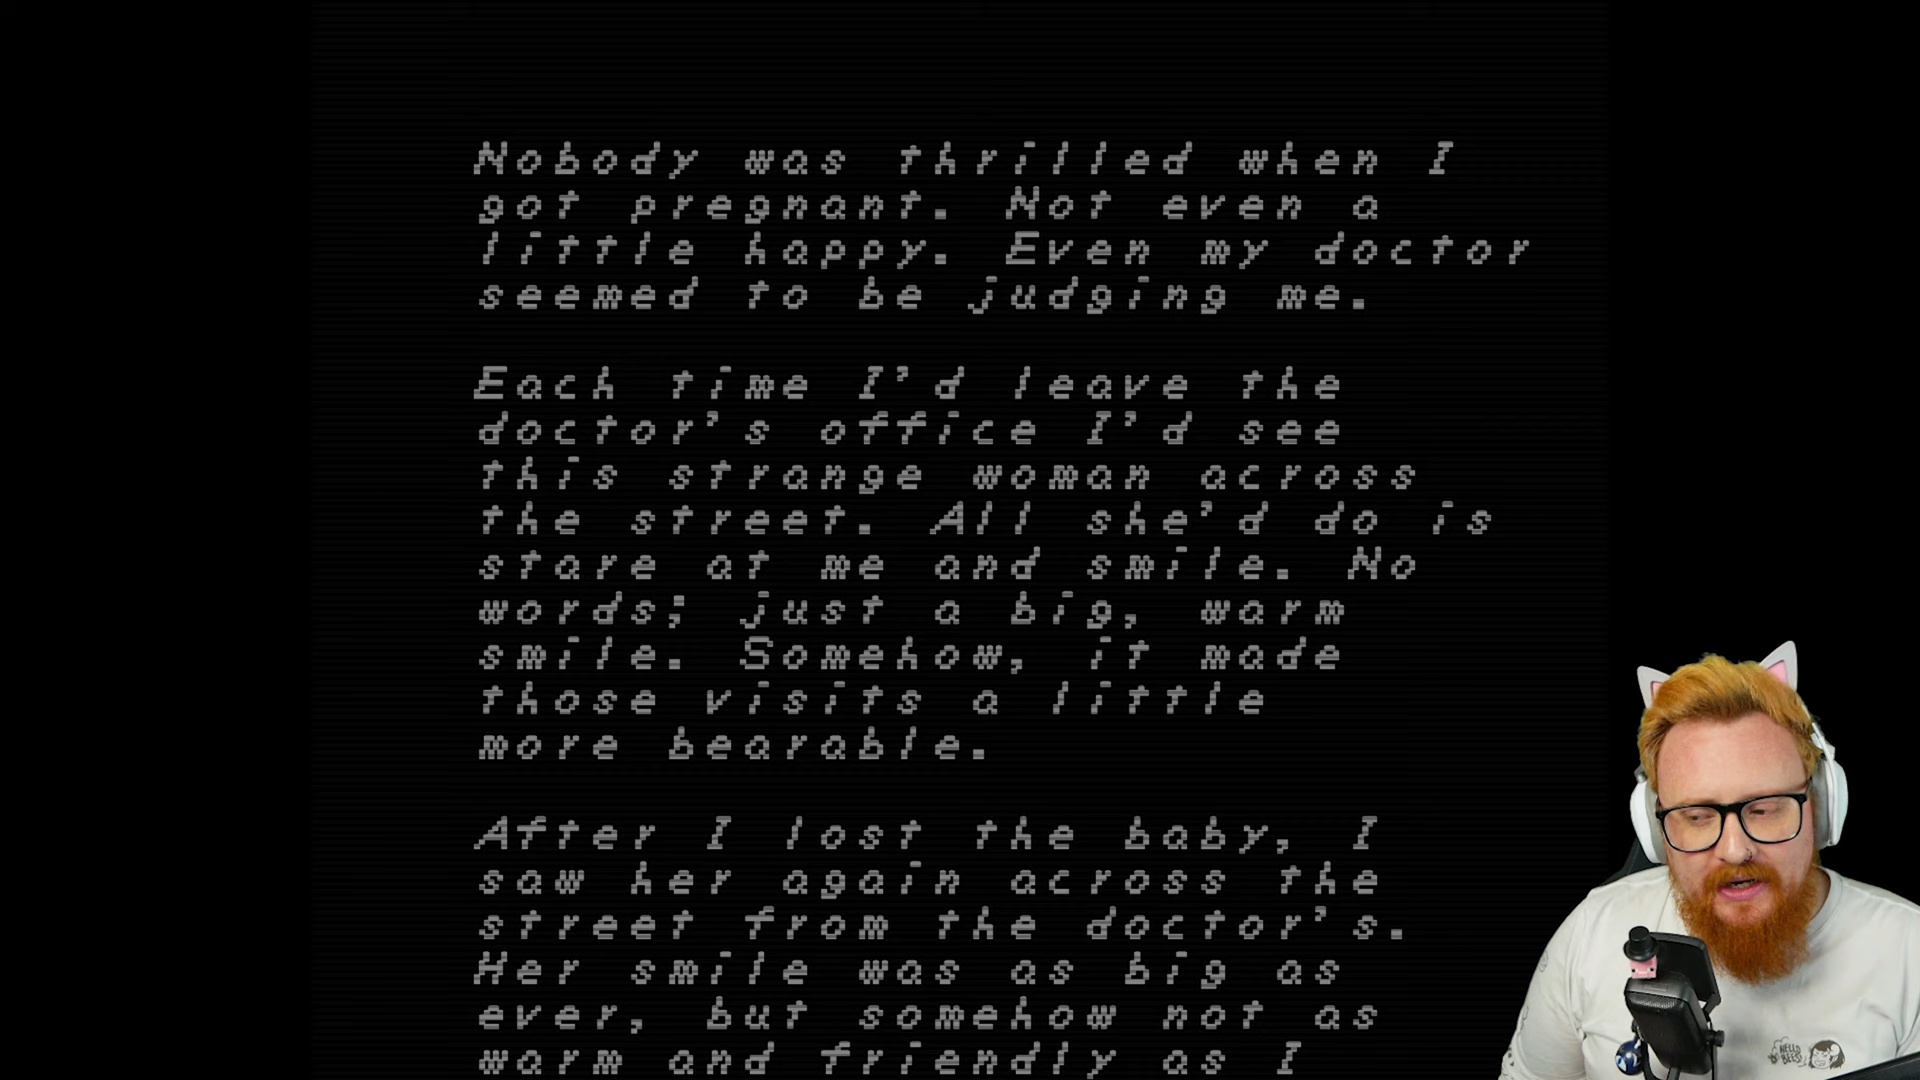 Nobody was thrilled when I
got pregnant. Not even a
little happy. Even my doctor
seemed to be judging me.
Each time I'd leave the
doctor's office I'd see
this strange woman across
the street. All she'd do is
stare at me and smile. No
words; just a big, warm
smile. Somehow, it made
those visits a little
more bearable.
After I lost the baby, I
saw her again across the
street from the doctor's.
Her smile was as big as
ever, but somehow not as
warm and friendly as I
HELLO
BEES!